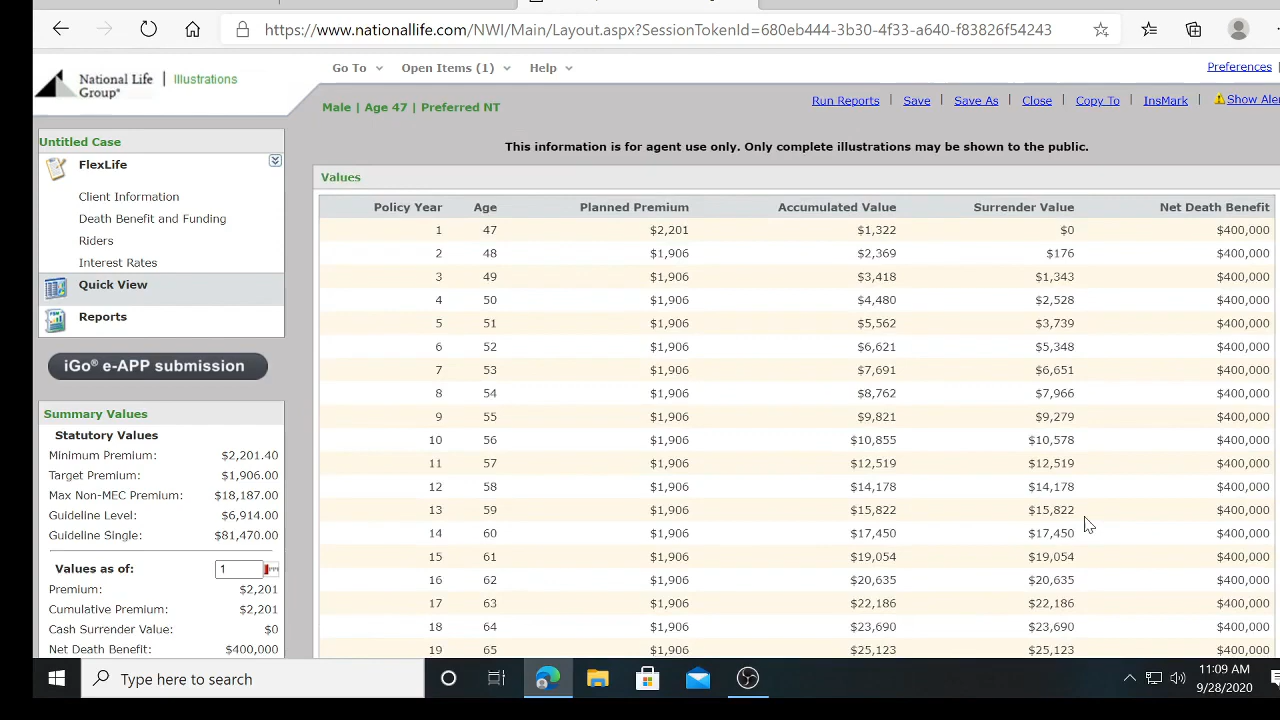 https://www.nationallife.com/NWI/Main/Layout.aspx?SessionTokenId=680eb444-3b30-4f33-a640-f83826f54243
National Life Group® | Illustrations
Go To Open Items (1) Help Preferences
Male | Age 47 | Preferred NT Run Reports | Save | Save As | Close | Copy To | InsMark | Show Aler
This information is for agent use only. Only complete illustrations may be shown to the public.
Untitled Case
FlexLife
Client Information
Death Benefit and Funding
Riders
Interest Rates
Quick View
Reports
iGo® e-APP submission
Summary Values
Statutory Values
Minimum Premium: $2,201.40
Target Premium: $1,906.00
Max Non-MEC Premium: $18,187.00
Guideline Level: $6,914.00
Guideline Single: $81,470.00
Values as of: 1
Premium: $2,201
Cumulative Premium: $2,201
Cash Surrender Value: $0
Net Death Benefit: $400,000
Values
Policy Year Age Planned Premium Accumulated Value Surrender Value Net Death Benefit
1 47 $2,201 $1,322 $0 $400,000
2 48 $1,906 $2,369 $176 $400,000
3 49 $1,906 $3,418 $1,343 $400,000
4 50 $1,906 $4,480 $2,528 $400,000
5 51 $1,906 $5,562 $3,739 $400,000
6 52 $1,906 $6,621 $5,348 $400,000
7 53 $1,906 $7,691 $6,651 $400,000
8 54 $1,906 $8,762 $7,966 $400,000
9 55 $1,906 $9,821 $9,279 $400,000
10 56 $1,906 $10,855 $10,578 $400,000
11 57 $1,906 $12,519 $12,519 $400,000
12 58 $1,906 $14,178 $14,178 $400,000
13 59 $1,906 $15,822 $15,822 $400,000
14 60 $1,906 $17,450 $17,450 $400,000
15 61 $1,906 $19,054 $19,054 $400,000
16 62 $1,906 $20,635 $20,635 $400,000
17 63 $1,906 $22,186 $22,186 $400,000
18 64 $1,906 $23,690 $23,690 $400,000
19 65 $1,906 $25,123 $25,123 $400,000
Type here to search
11:09 AM
9/28/2020